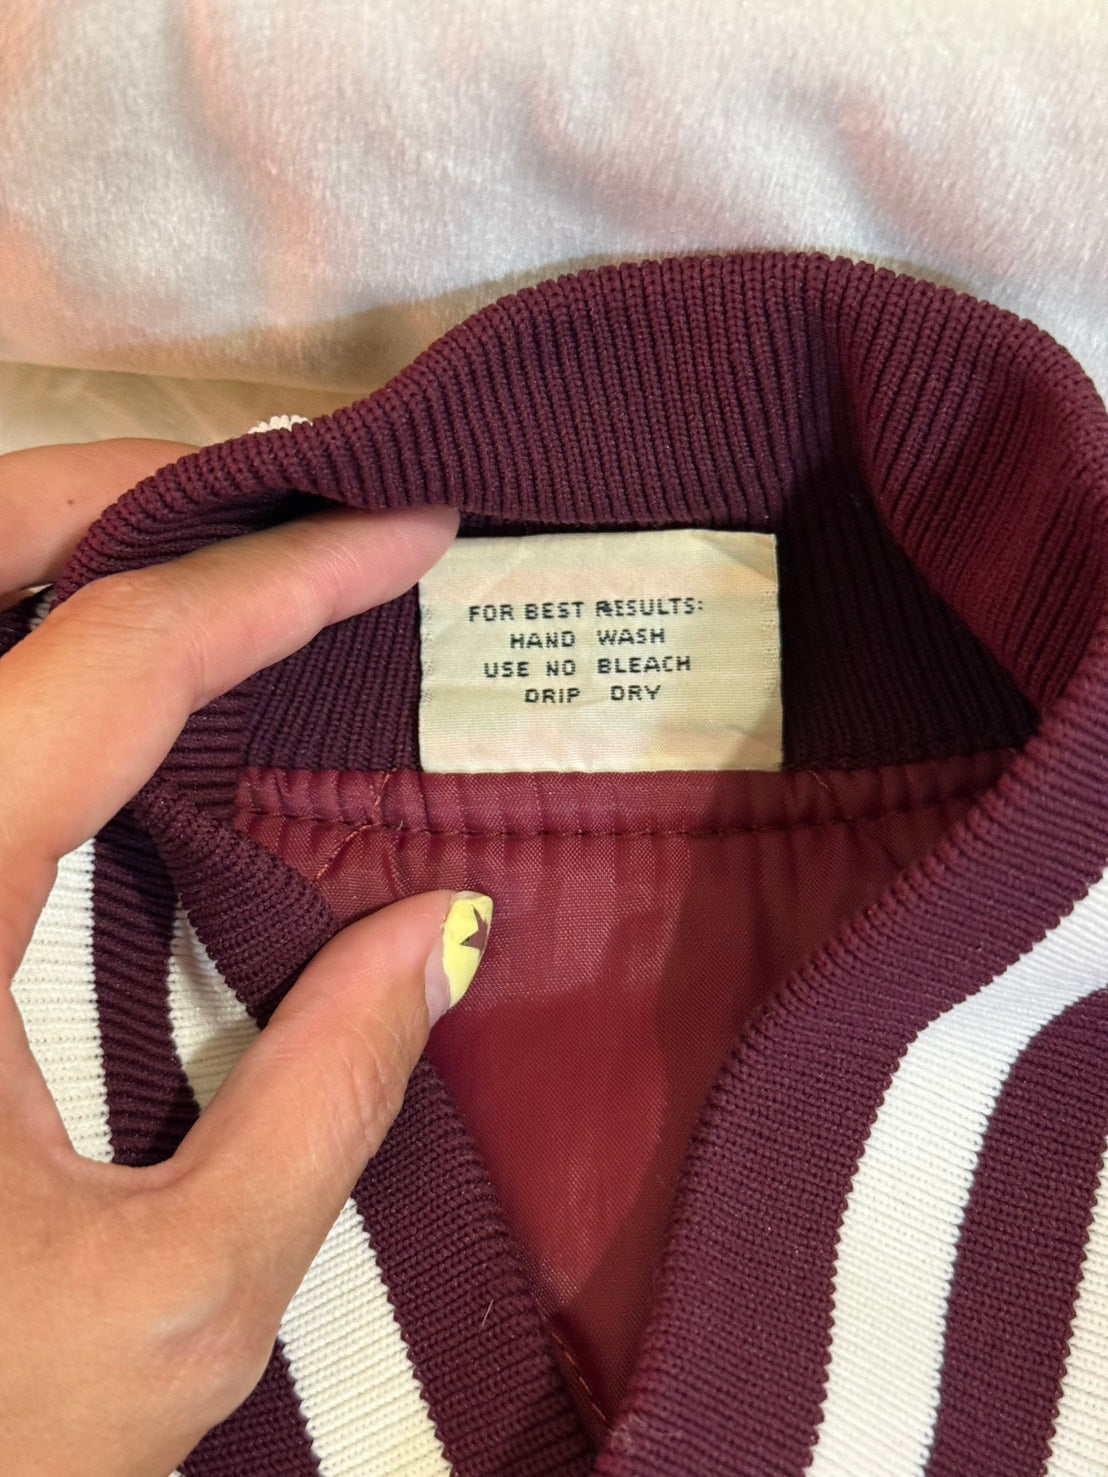 FOR BEST RESULTS:
HAND WASH
USE NO BLEACH
DRIP DRY